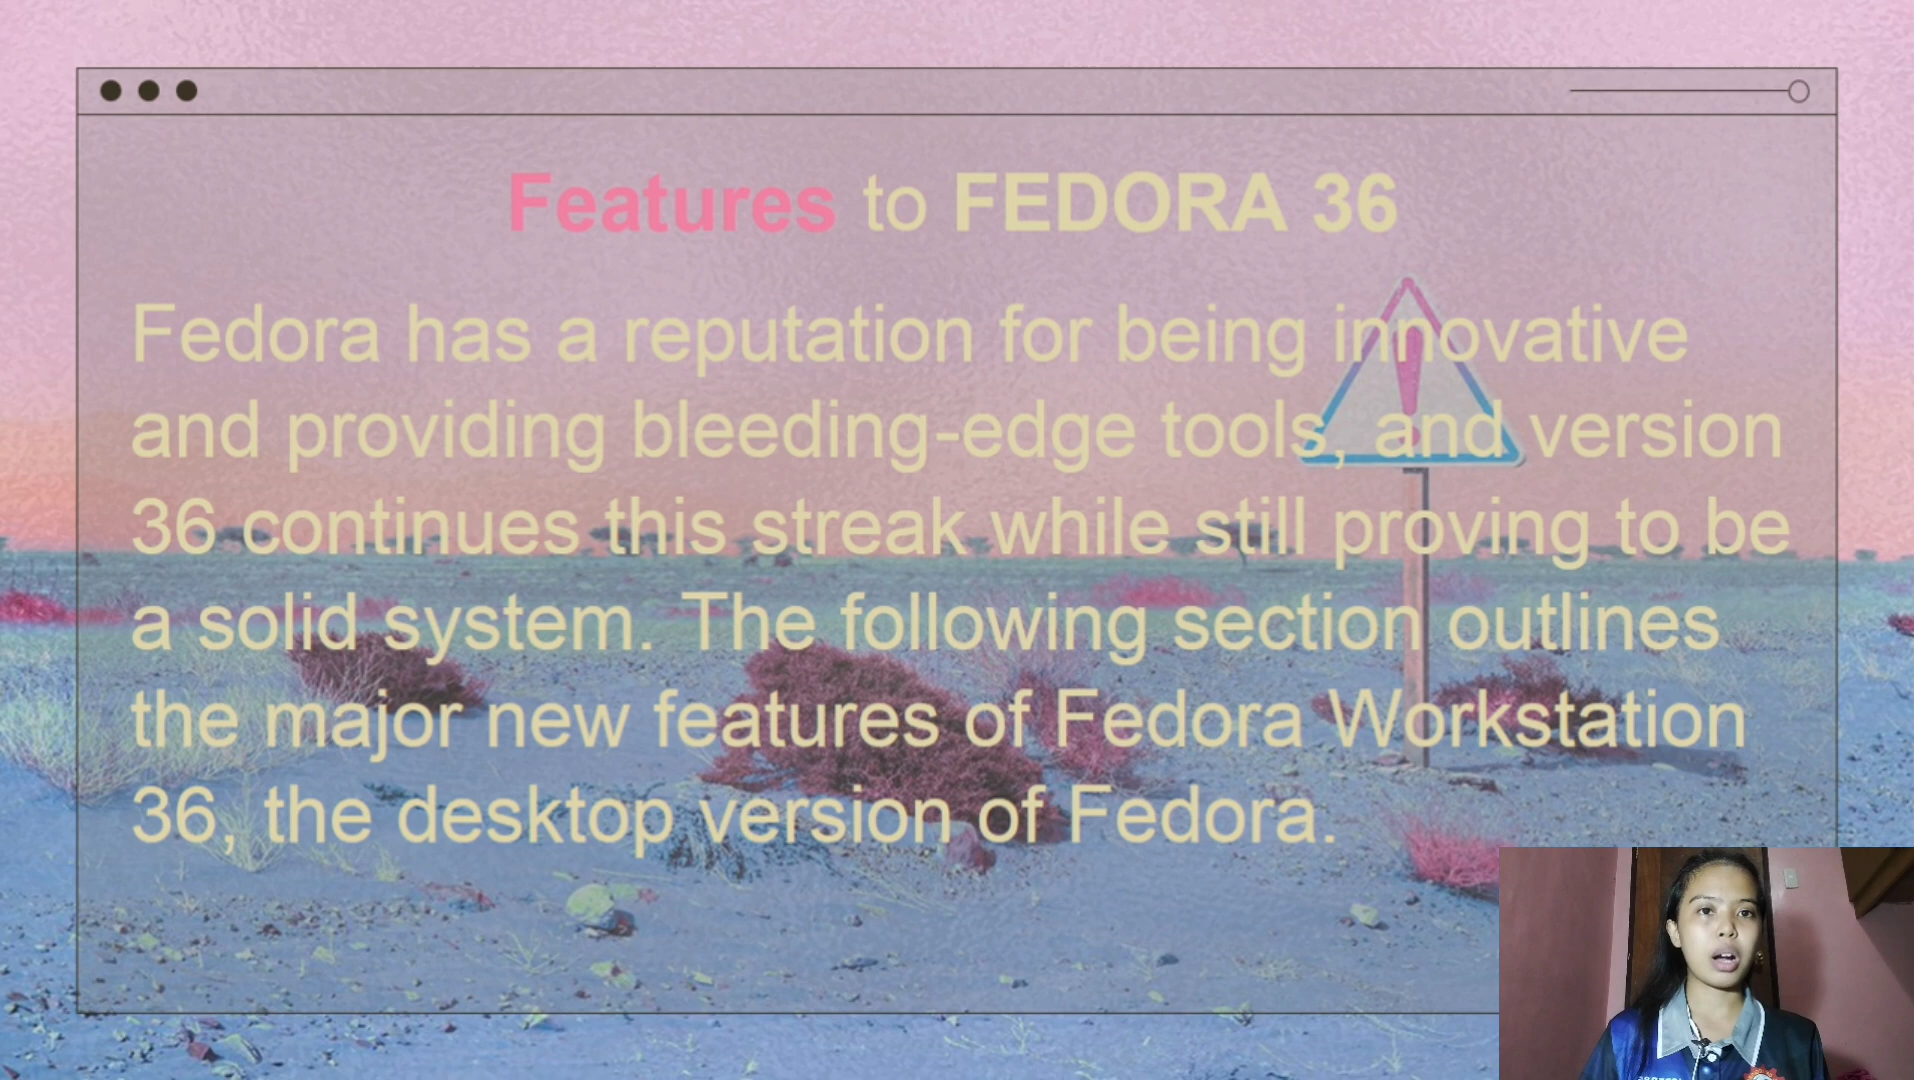 Features to FEDORA 36
Fedora has a reputation for being innovative
and providing bleeding-edge tools, and version
36 continues this streak while still proving to be
a solid system. The following section outlines
the major new features of Fedora Workstation
36, the desktop version of Fedora.